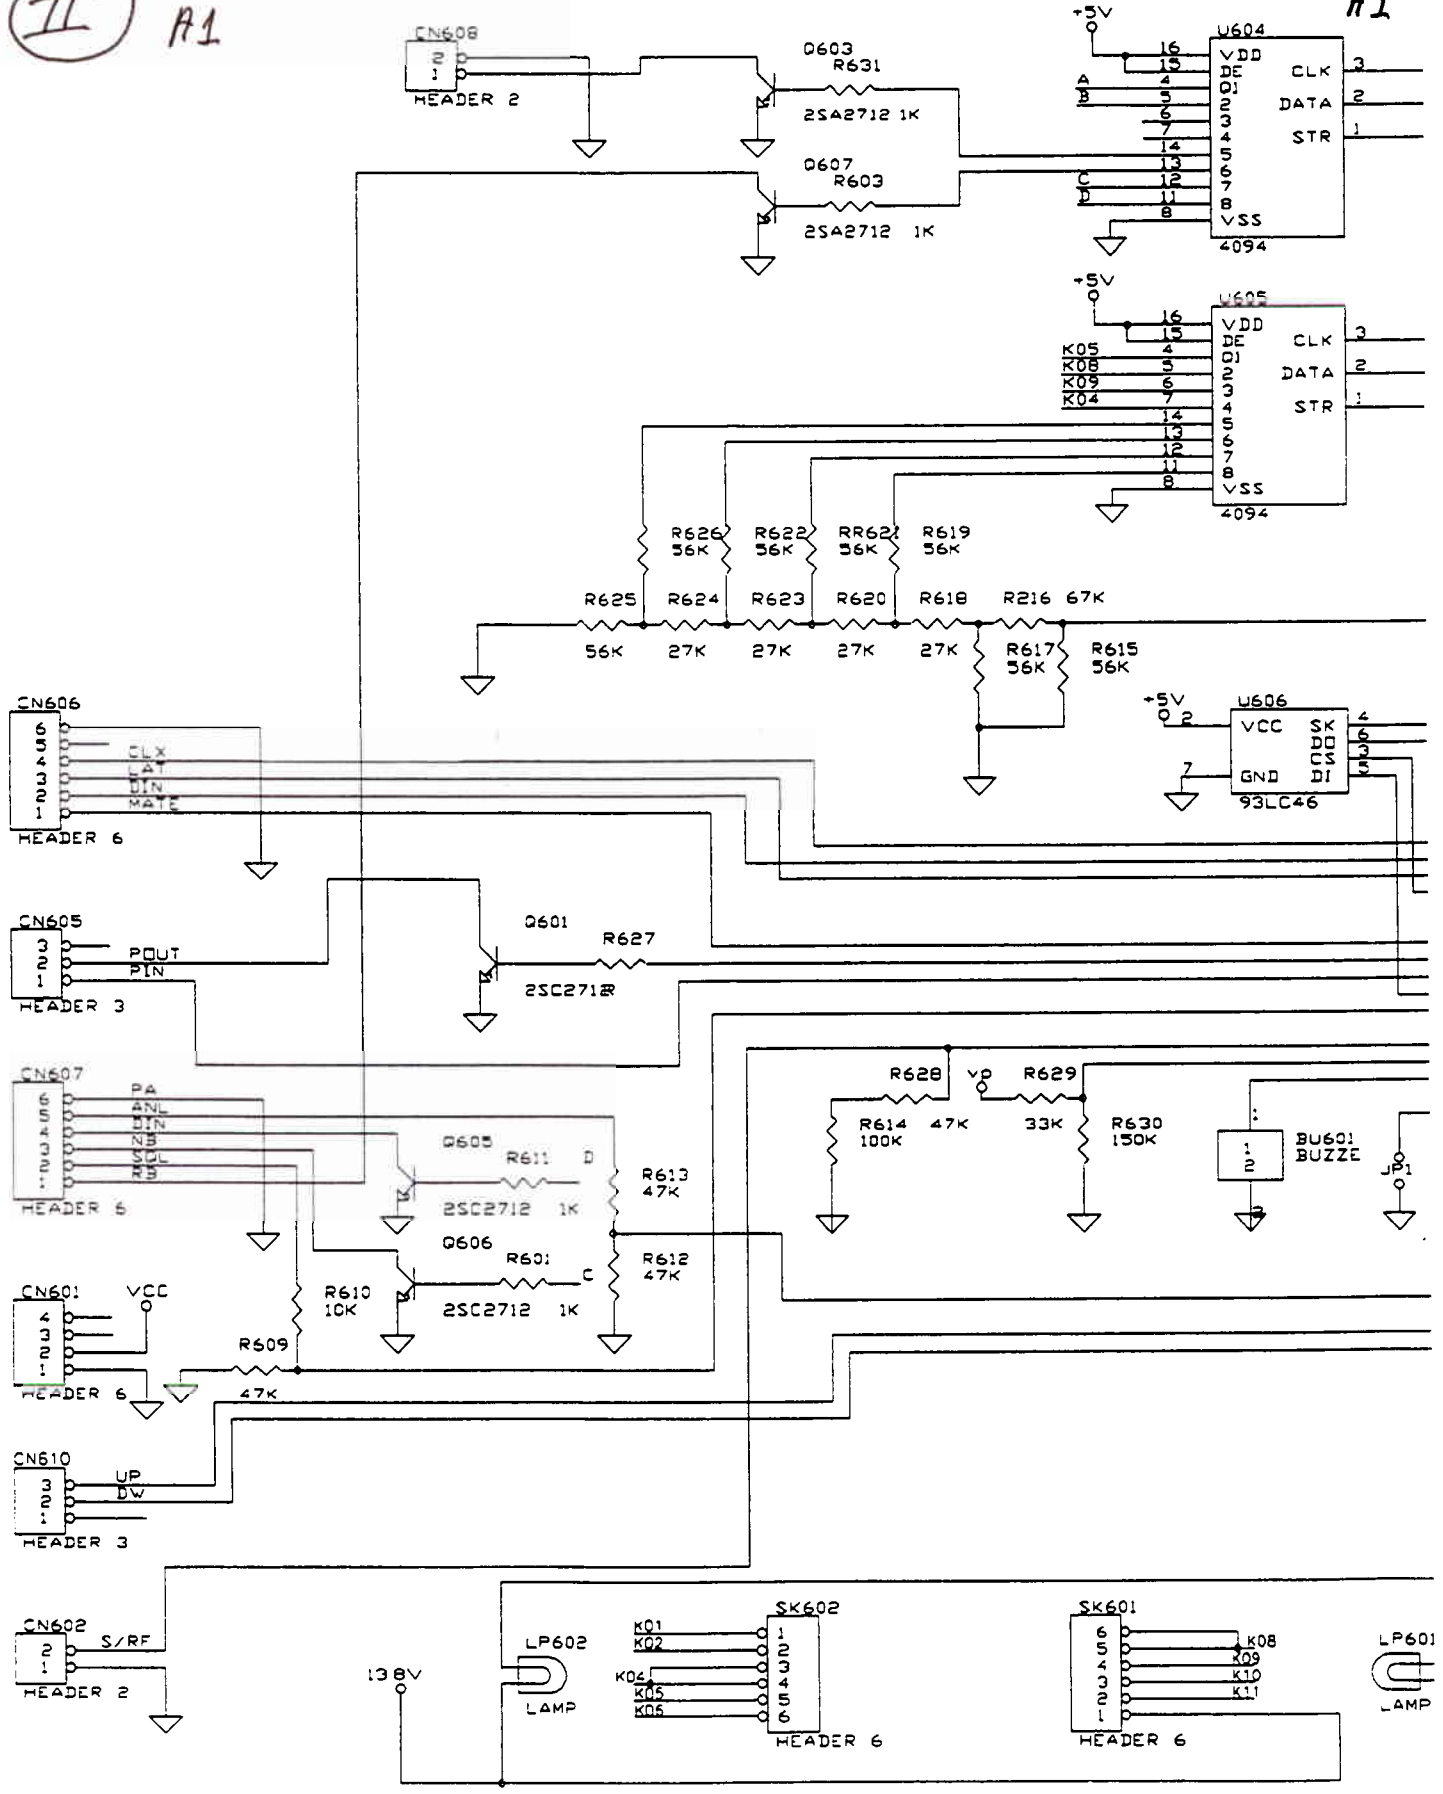 II A1
A1
CN608
2
1
HEADER 2
Q603
R631
2SA2712 1K
Q607
R603
2SA2712 1K
+5V
U604
16 VDD
15 OE
A 4 Q1
B 5 2
6 3
7 4
14 5
13 6
C 12 7
D 11 8
8 VSS
CLK 3
DATA 2
STR 1
4094
+5V
U605
16 VDD
15 OE
K05 4 Q1
K08 5 2
K09 6 3
K04 7 4
14 5
13 6
12 7
11 8
8 VSS
CLK 3
DATA 2
STR 1
4094
R626 R622 RR621 R619
56K 56K 56K 56K
R625 R624 R623 R620 R618 R216 67K
56K 27K 27K 27K 27K
R617 R615
56K 56K
CN606
6
5
4 CLK
3 LAT
2 DIN
1 MATE
HEADER 6
+5V
U606
2 VCC SK 4
DO 6
CS 3
7 GND DI 5
93LC46
CN605
3
2 POUT
1 PIN
HEADER 3
Q601
R627
2SC2712
CN607
6 PA
5 ANL
4 DIN
3 NB
2 SQL
1 RB
HEADER 6
Q605
R611 D
2SC2712 1K
R613
47K
Q606
R601 C
2SC2712 1K
R612
47K
R628 vp R629
R614 47K 33K R630
100K 150K
1
1
2
BU601
BUZZE
JP1
CN601 VCC
4
3
2
1
HEADER 6
R610
10K
R609
47K
CN610
3 UP
2 DW
1
HEADER 3
CN602
2 S/RF
1
HEADER 2
13 8V
LP602
LAMP
SK602
K01 1
K02 2
3
K04 4
K05 5
K05 6
HEADER 6
SK601
6
5 K08
4 K09
3 K10
2 K11
1
HEADER 6
LP601
LAMP